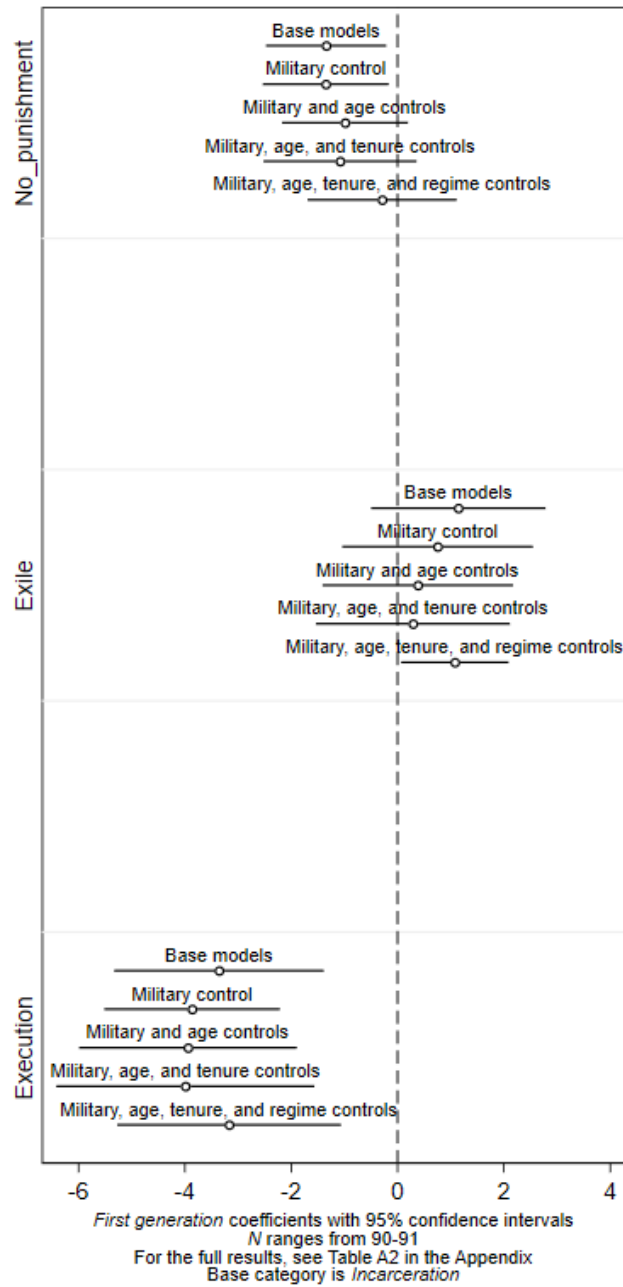 No_punishment
Base models
Military control
Military and age controls
Military, age, and tenure controls
Military, age, tenure, and regime controls
Exile
Base models
Military control
Military and age controls
Military, age, and tenure controls
Military, age, tenure, and regime controls
Execution
Base models
Military control
Military and age controls
Military, age, and tenure controls
Military, age, tenure, and regime controls
-6 -4 -2 0 2 4
First generation coefficients with 95% confidence intervals
N ranges from 90-91
For the full results, see Table A2 in the Appendix
Base category is Incarceration